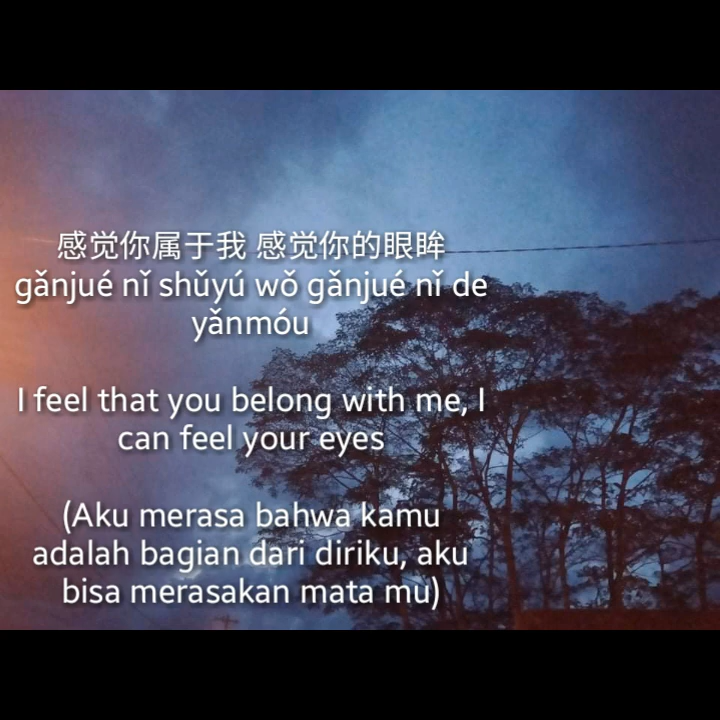 感觉你属于我 感觉你的眼眸
gǎnjué nǐ shǔyú wǒ gǎnjué nǐ de
yǎnmóu
I feel that you belong with me, I
can feel your eyes
(Aku merasa bahwa kamu
adalah bagian dari diriku, aku
bisa merasakan mata mu)